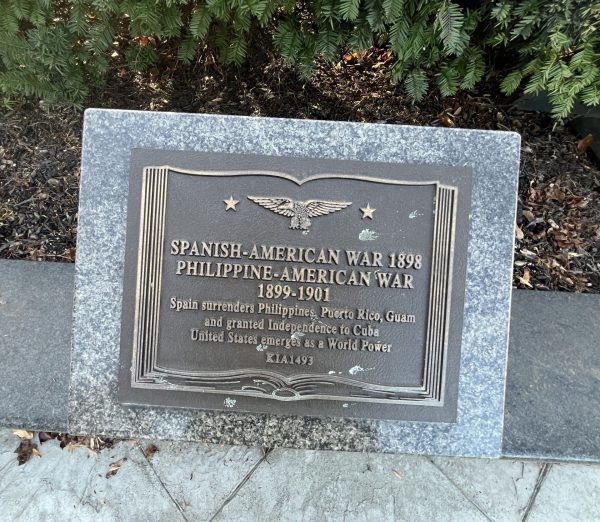 SPANISH-AMERICAN WAR 1898
PHILIPPINE-AMERICAN WAR
1899-1901
Spain surrenders Philippines, Puerto Rico, Guam
and granted Independence to Cuba
United States emerges as a World Power
KIA1493